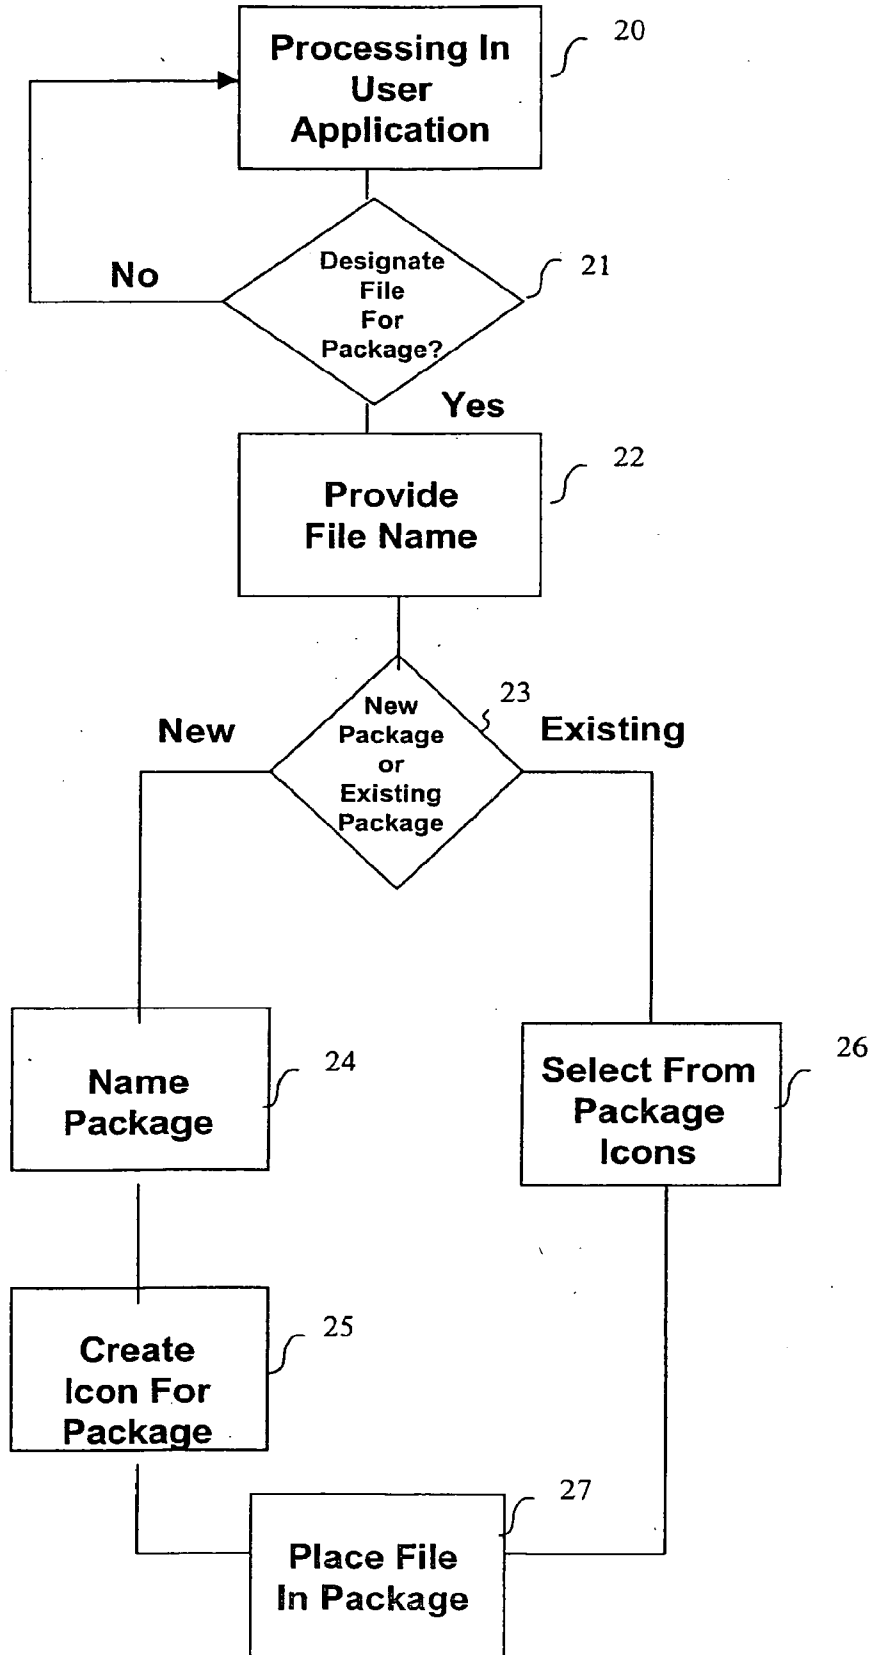 Processing In
User
Application
20
Designate
File
For
Package?
21
No
Yes
Provide
File Name
22
New
Package
or
Existing
Package
23
New
Existing
Name
Package
24
Select From
Package
Icons
26
Create
Icon For
Package
25
Place File
In Package
27